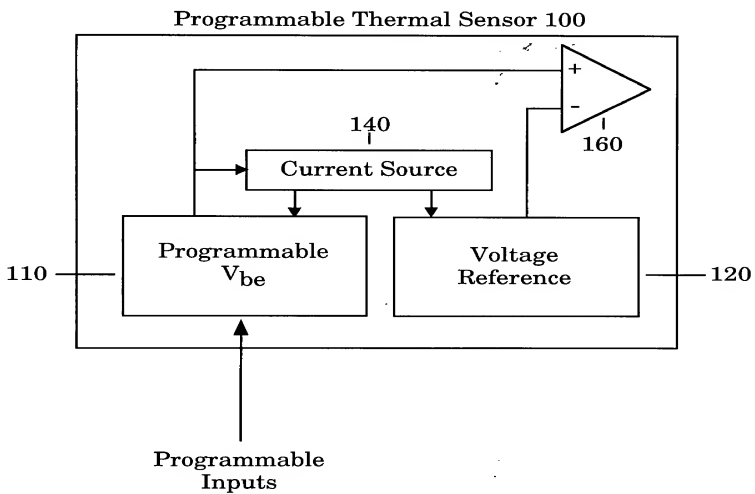 Programmable Thermal Sensor 100
+
−
140
160
Current Source
Programmable
Vbe
Voltage
Reference
110
120
Programmable
Inputs